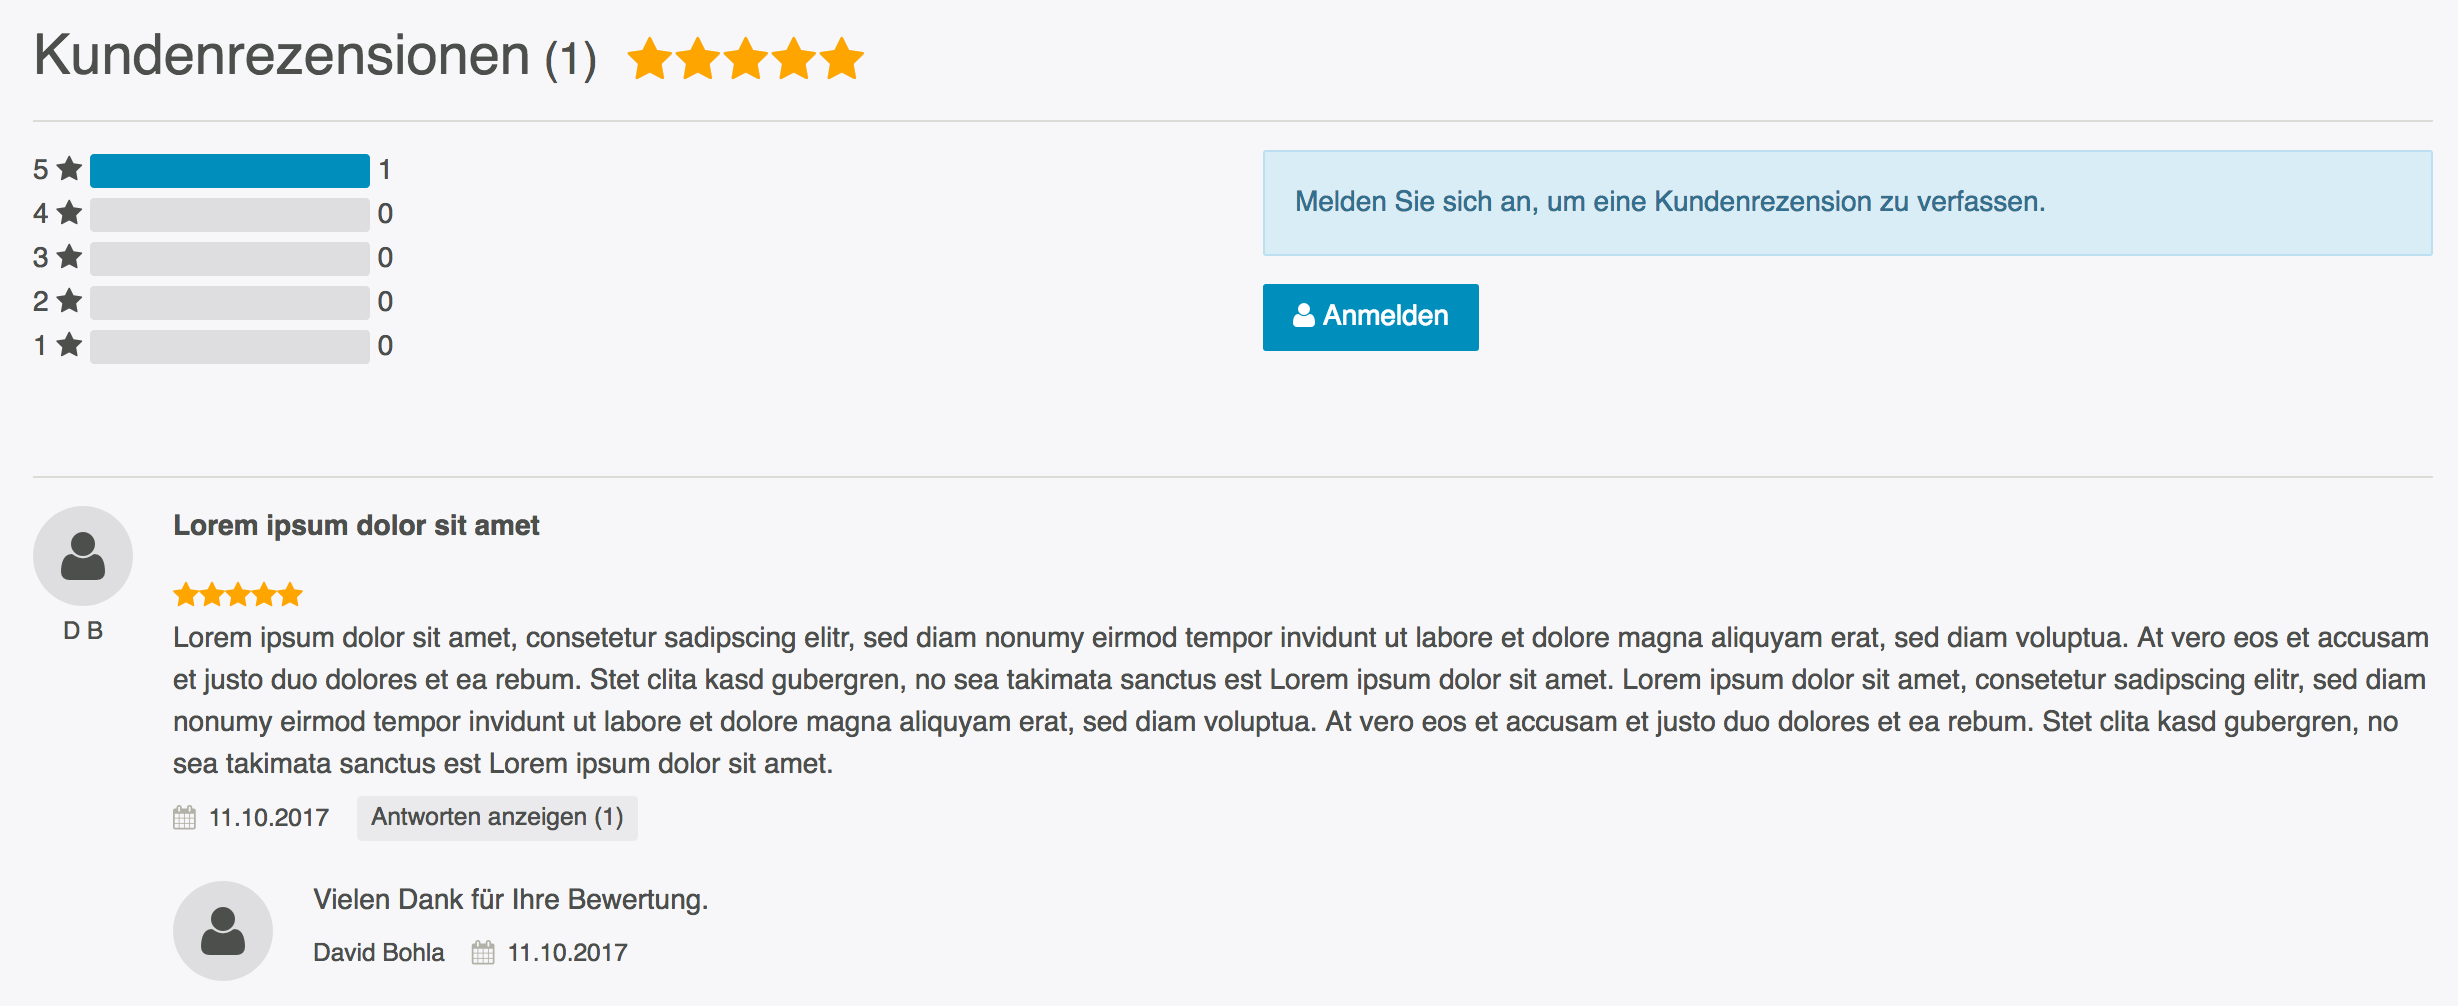 Kundenrezensionen (1)
5 1
4 0
3 0
2 0
1 0
Melden Sie sich an, um eine Kundenrezension zu verfassen.
Anmelden
Lorem ipsum dolor sit amet
D B
Lorem ipsum dolor sit amet, consetetur sadipscing elitr, sed diam nonumy eirmod tempor invidunt ut labore et dolore magna aliquyam erat, sed diam voluptua. At vero eos et accusam
et justo duo dolores et ea rebum. Stet clita kasd gubergren, no sea takimata sanctus est Lorem ipsum dolor sit amet. Lorem ipsum dolor sit amet, consetetur sadipscing elitr, sed diam
nonumy eirmod tempor invidunt ut labore et dolore magna aliquyam erat, sed diam voluptua. At vero eos et accusam et justo duo dolores et ea rebum. Stet clita kasd gubergren, no
sea takimata sanctus est Lorem ipsum dolor sit amet.
11.10.2017 Antworten anzeigen (1)
Vielen Dank für Ihre Bewertung.
David Bohla 11.10.2017